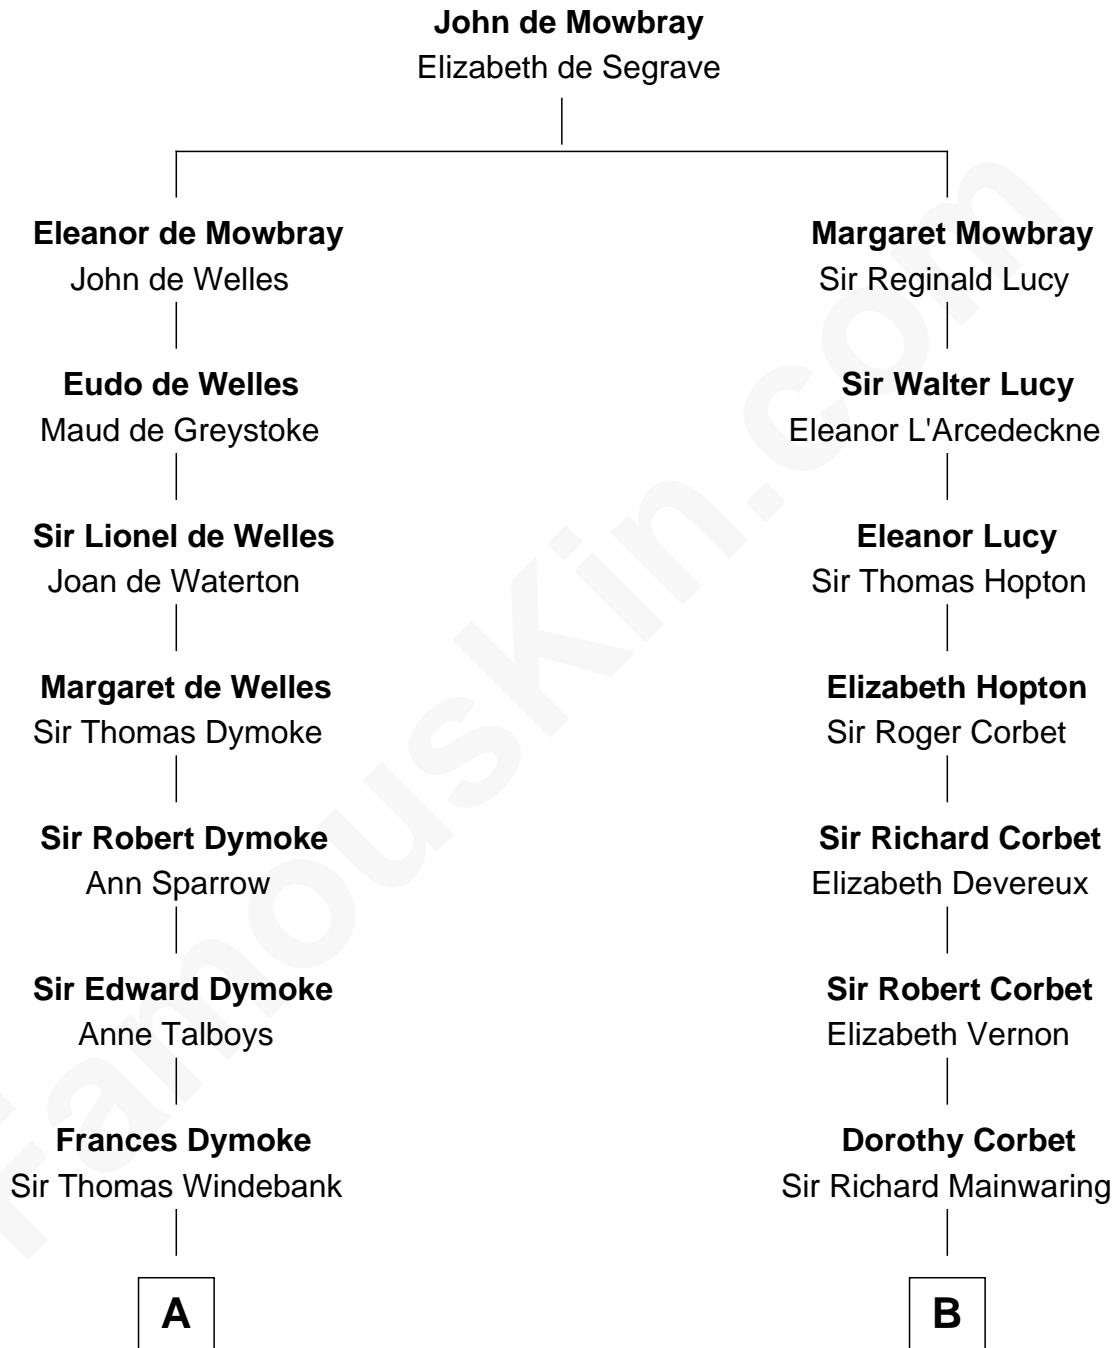 John de Mowbray
Elizabeth de Segrave
Eleanor de Mowbray
John de Welles
Margaret Mowbray
Sir Reginald Lucy
Eudo de Welles
Maud de Greystoke
Sir Walter Lucy
Eleanor L'Arcedeckne
Sir Lionel de Welles
Joan de Waterton
Eleanor Lucy
Sir Thomas Hopton
Margaret de Welles
Sir Thomas Dymoke
Elizabeth Hopton
Sir Roger Corbet
Sir Robert Dymoke
Ann Sparrow
Sir Richard Corbet
Elizabeth Devereux
Sir Edward Dymoke
Anne Talboys
Sir Robert Corbet
Elizabeth Vernon
Frances Dymoke
Sir Thomas Windebank
Dorothy Corbet
Sir Richard Mainwaring
A
B
FamousKin.com